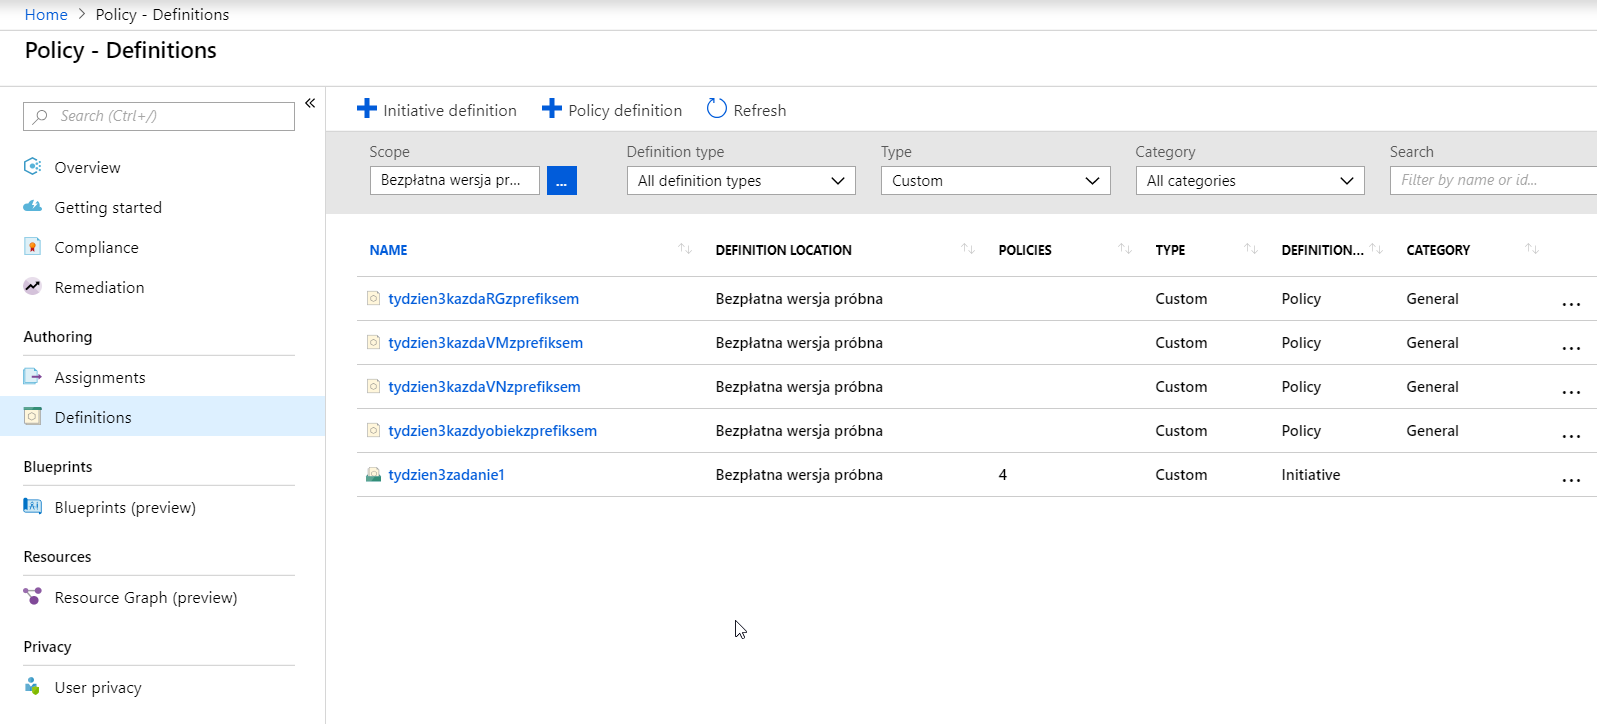 Home > Policy - Definitions
Policy - Definitions
Search (Ctrl+/)
«
Overview
Getting started
Compliance
Remediation
Authoring
Assignments
Definitions
Blueprints
Blueprints (preview)
Resources
Resource Graph (preview)
Privacy
User privacy
Initiative definition Policy definition Refresh
Scope Definition type Type Category Search
Bezpłatna wersja pr... ... All definition types Custom All categories Filter by name or id...
NAME DEFINITION LOCATION POLICIES TYPE DEFINITION... CATEGORY
tydzien3kazdaRGzprefiksem Bezpłatna wersja próbna Custom Policy General ...
tydzien3kazdaVMzprefiksem Bezpłatna wersja próbna Custom Policy General ...
tydzien3kazdaVNzprefiksem Bezpłatna wersja próbna Custom Policy General ...
tydzien3kazdyobiekzprefiksem Bezpłatna wersja próbna Custom Policy General ...
tydzien3zadanie1 Bezpłatna wersja próbna 4 Custom Initiative ...